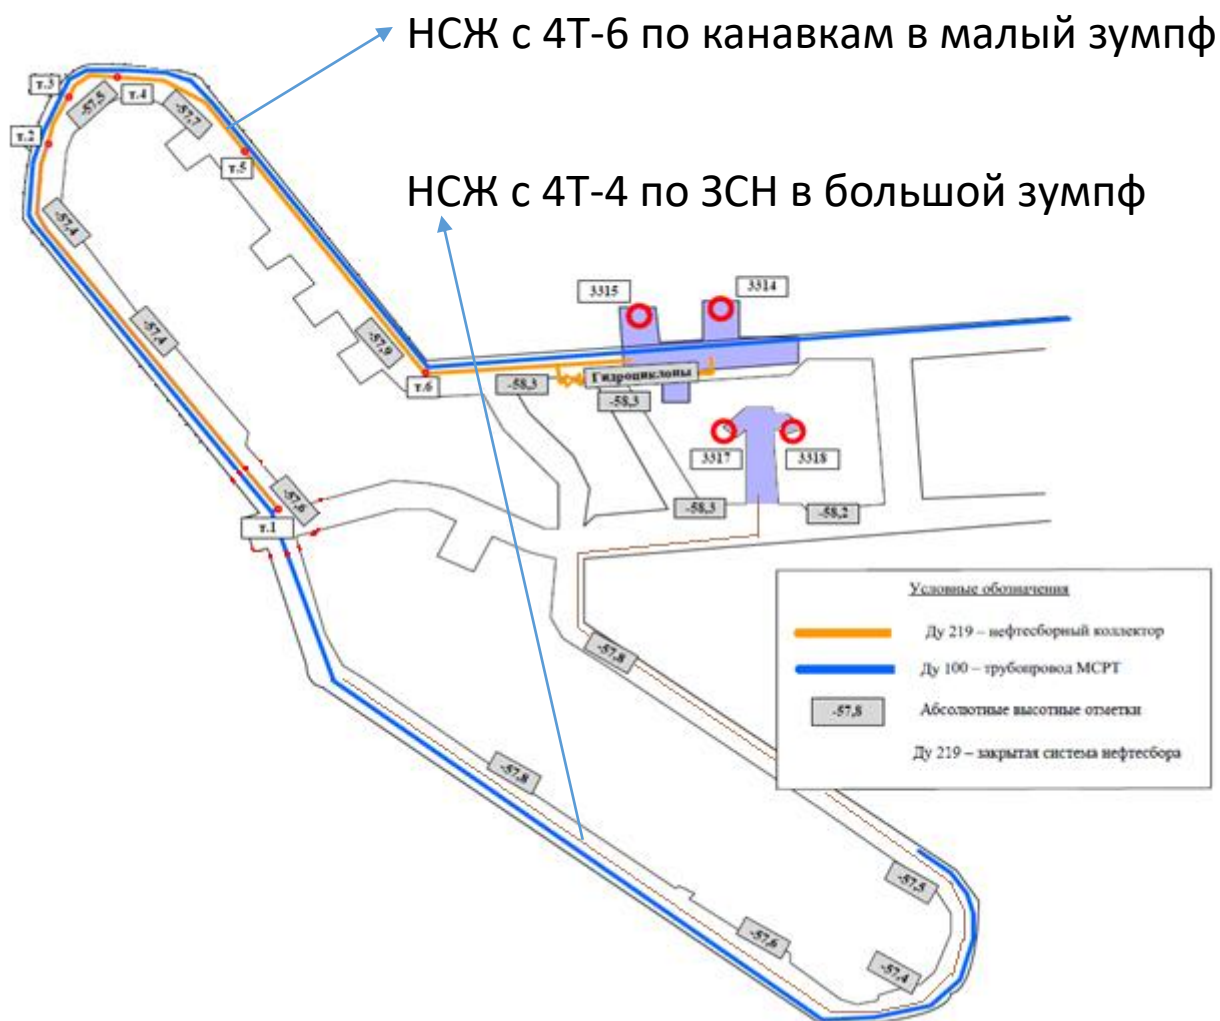 НСЖ с 4Т-6 по канавкам в малый зумпф
т.3
-57,5
т.4
-57,7
т.2
т.5
НСЖ с 4Т-4 по ЗСН в большой зумпф
-57,4
3315
3314
-57,4
-57,9
т.6
-58,3
Гидроциклоны
-58,3
3317
3318
-57,6
-58,3
-58,2
т.1
Условные обозначения
Ду 219 – нефтесборный коллектор
-57,8
Ду 100 – трубопровод МСРТ
-57,8
Абсолютные высотные отметки
Ду 219 – закрытая система нефтесбора
-57,8
-57,5
-57,6
-57,4